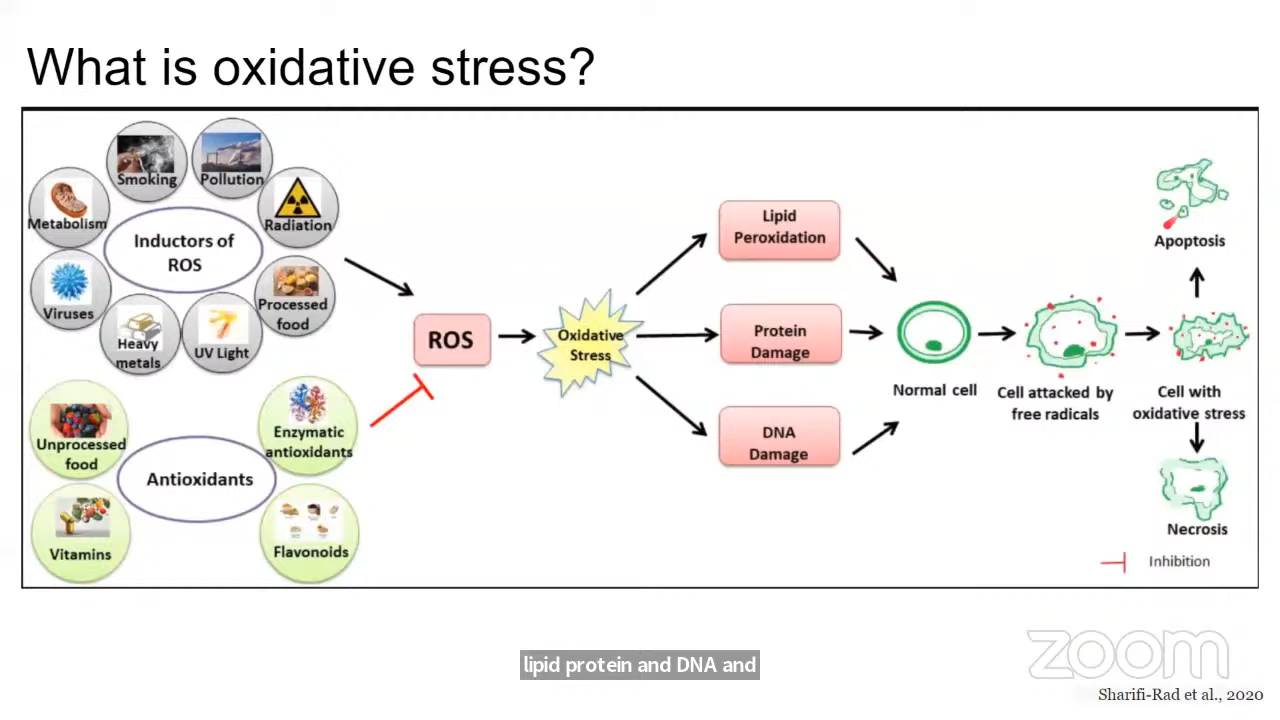 What is oxidative stress?
Smoking
Pollution
Metabolism
Radiation
Inductors of
ROS
Viruses
Processed
food
Heavy
metals
UV Light
Unprocessed
food
Enzymatic
antioxidants
Antioxidants
Vitamins
Flavonoids
ROS
Oxidative
Stress
Lipid
Peroxidation
Protein
Damage
DNA
Damage
Normal cell
Cell attacked by
free radicals
Cell with
oxidative stress
Apoptosis
Necrosis
Inhibition
lipid protein and DNA and
zoom
Sharifi-Rad et al., 2020